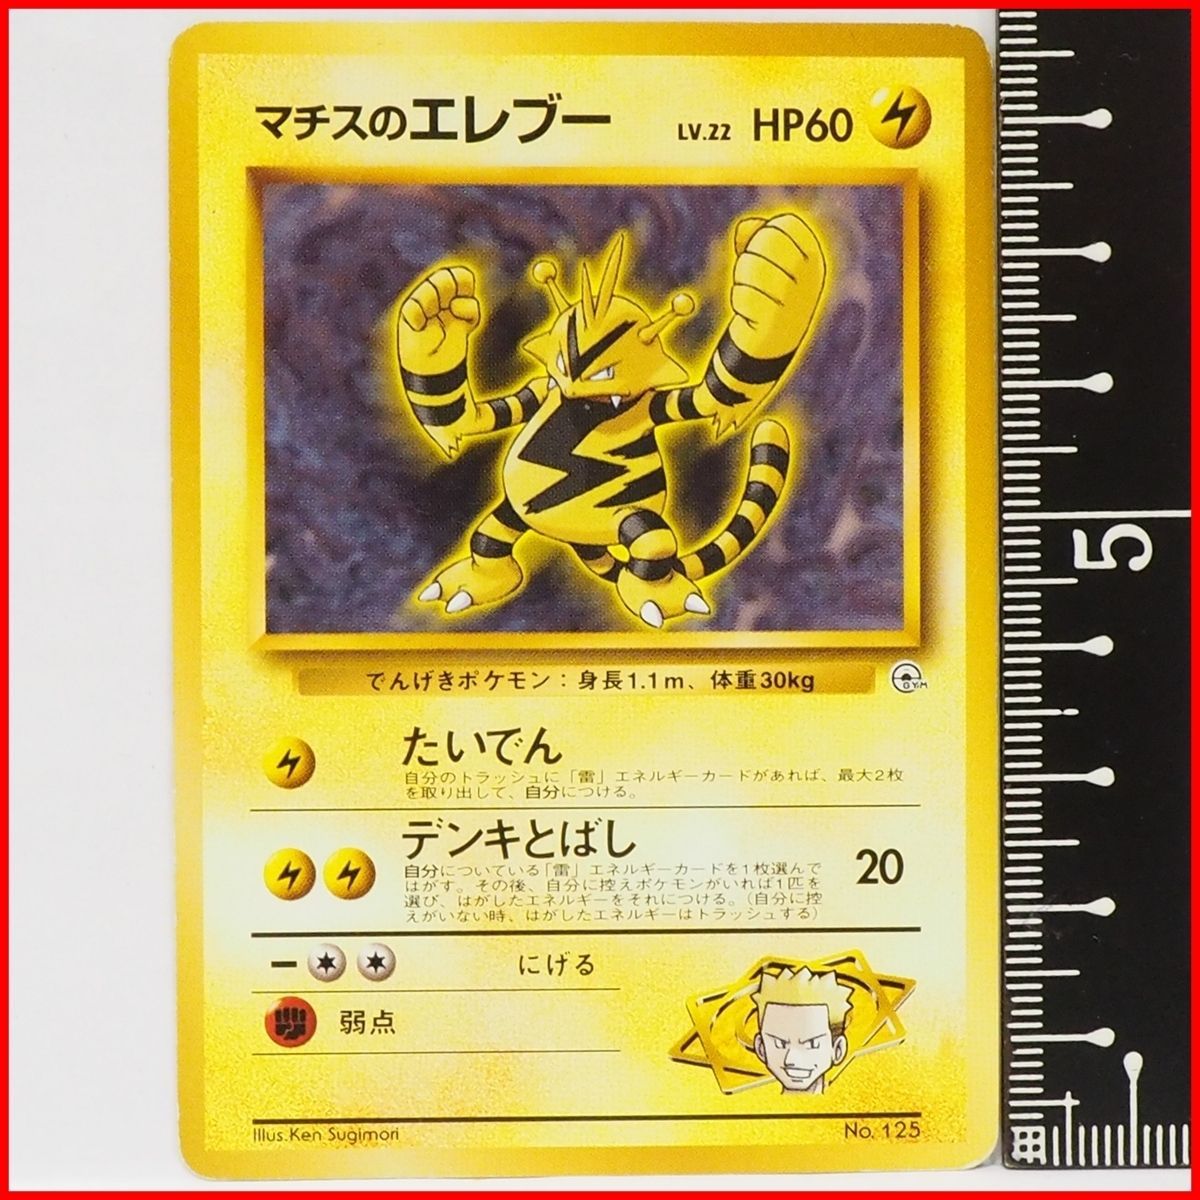 マチスのエレブー LV.22 HP60
でんげきポケモン：身長1.1m、体重30kg
GYM
たいでん
自分のトラッシュに「雷」エネルギーカードがあれば、最大2枚
を取り出して、自分につける。
デンキとばし 20
自分についている「雷」エネルギーカードを1枚選んで
はがす。その後、自分に控えポケモンがいれば1匹を
選び、はがしたエネルギーをそれにつける。（自分に控
えがいない時、はがしたエネルギーはトラッシュする）
にげる
弱点
Illus.Ken Sugimori No. 125
5